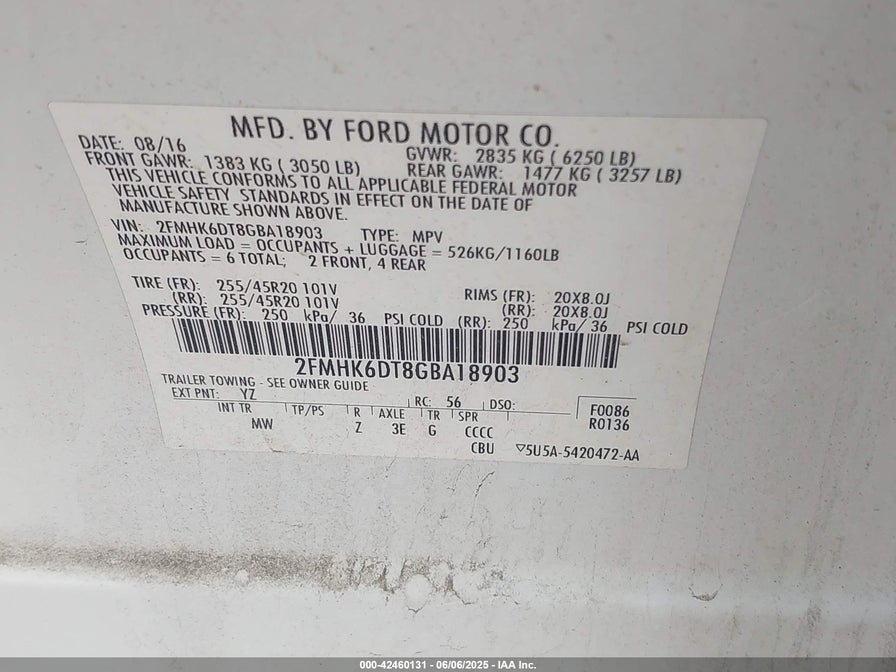 MFD. BY FORD MOTOR CO.
DATE: 08/16 GVWR: 2835 KG ( 6250 LB)
FRONT GAWR: 1383 KG ( 3050 LB) REAR GAWR: 1477 KG ( 3257 LB)
THIS VEHICLE CONFORMS TO ALL APPLICABLE FEDERAL MOTOR
VEHICLE SAFETY STANDARDS IN EFFECT ON THE DATE OF
MANUFACTURE SHOWN ABOVE.
VIN: 2FMHK6DT8GBA18903 TYPE: MPV
MAXIMUM LOAD = OCCUPANTS + LUGGAGE = 526KG/1160LB
OCCUPANTS = 6 TOTAL; 2 FRONT, 4 REAR
TIRE (FR): 255/45R20 101V RIMS (FR): 20X8.0J
(RR): 255/45R20 101V (RR): 20X8.0J
PRESSURE (FR): 250 kPa/ 36 PSI COLD (RR): 250 kPa/ 36 PSI COLD
2FMHK6DT8GBA18903
TRAILER TOWING - SEE OWNER GUIDE
EXT PNT: YZ RC: 56 DSO: F0086
INT TR TP/PS R AXLE TR SPR R0136
MW Z 3E G CCCC
CBU ▽5U5A-5420472-AA
000-42460131 - 06/06/2025 - IAA Inc.